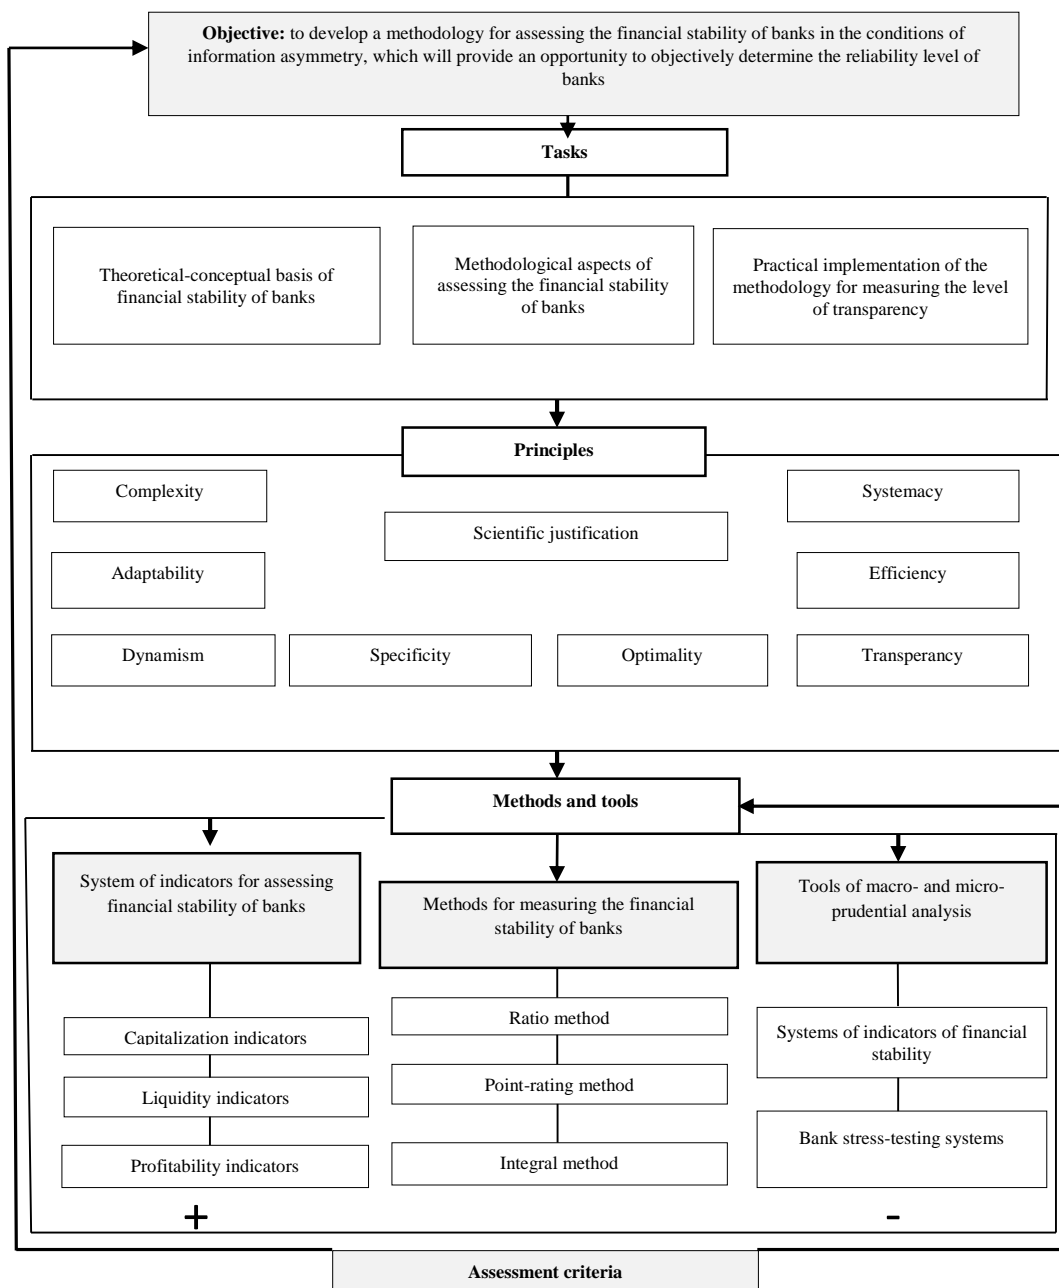 Objective: to develop a methodology for assessing the financial stability of banks in the conditions of
information asymmetry, which will provide an opportunity to objectively determine the reliability level of
banks
Tasks
Theoretical-conceptual basis of
financial stability of banks
Methodological aspects of
assessing the financial stability
of banks
Practical implementation of the
methodology for measuring the level
of transparency
Principles
Complexity
Systemacy
Scientific justification
Adaptability
Efficiency
Dynamism
Specificity
Optimality
Transperancy
Methods and tools
System of indicators for assessing
financial stability of banks
Methods for measuring the financial
stability of banks
Tools of macro- and micro-
prudential analysis
Capitalization indicators
Liquidity indicators
Profitability indicators
Ratio method
Point-rating method
Integral method
Systems of indicators of financial
stability
Bank stress-testing systems
+
-
Assessment criteria